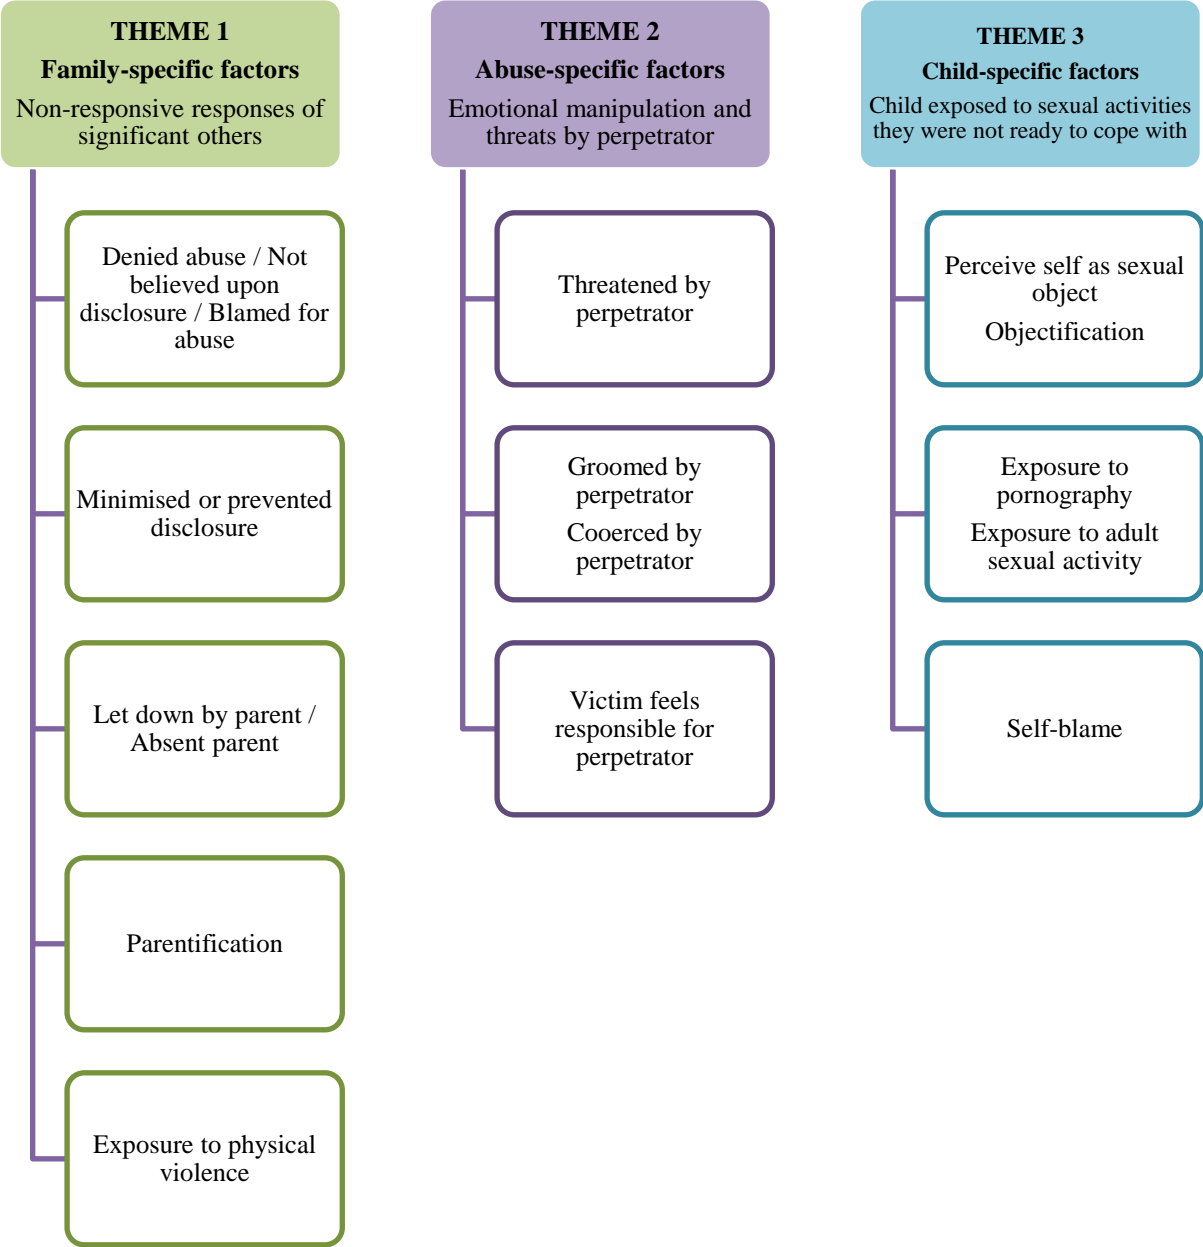 THEME 1
Family-specific factors
Non-responsive responses of
significant others
Denied abuse / Not
believed upon
disclosure / Blamed for
abuse
Minimised or prevented
disclosure
Let down by parent /
Absent parent
Parentification
Exposure to physical
violence
THEME 2
Abuse-specific factors
Emotional manipulation and
threats by perpetrator
Threatened by
perpetrator
Groomed by
perpetrator
Cooerced by
perpetrator
Victim feels
responsible for
perpetrator
THEME 3
Child-specific factors
Child exposed to sexual activities
they were not ready to cope with
Perceive self as sexual
object
Objectification
Exposure to
pornography
Exposure to adult
sexual activity
Self-blame